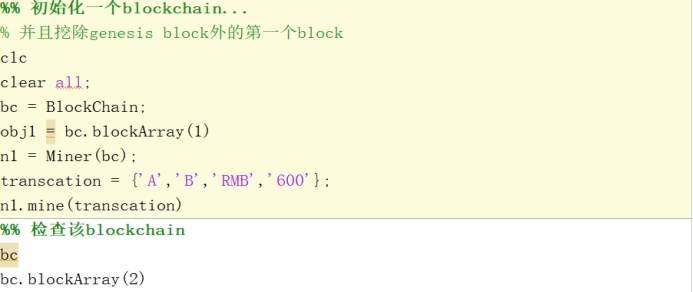 %% 初始化一个blockchain...
% 并且挖除genesis block外的第一个block
clc
clear all;
bc = BlockChain;
obj1 = bc.blockArray(1)
n1 = Miner(bc);
transcation = {'A','B','RMB','600'};
n1.mine(transcation)
%% 检查该blockchain
bc
bc.blockArray(2)